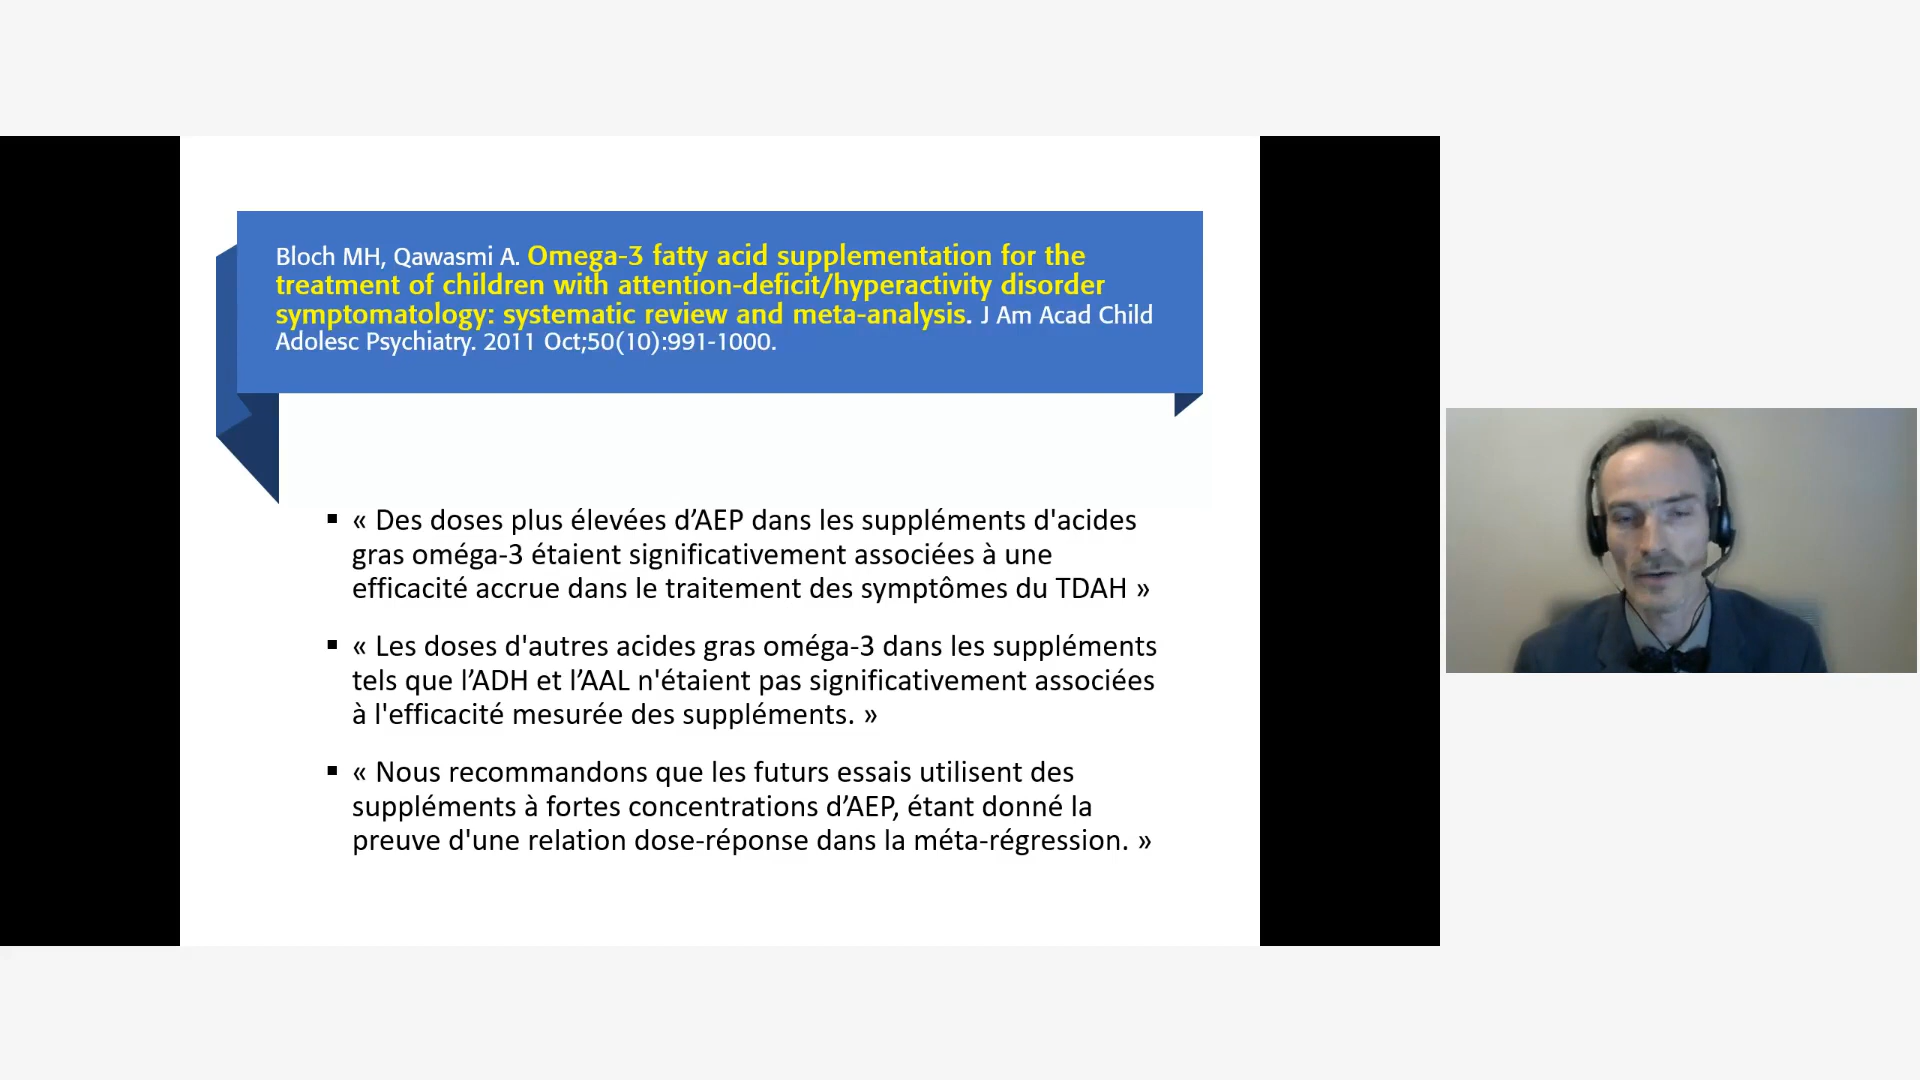 Bloch MH, Qawasmi A. Omega-3 fatty acid supplementation for the
treatment of children with attention-deficit/hyperactivity disorder
symptomatology: systematic review and meta-analysis. J Am Acad Child
Adolesc Psychiatry. 2011 Oct;50(10):991-1000.
▪ « Des doses plus élevées d’AEP dans les suppléments d'acides
gras oméga-3 étaient significativement associées à une
efficacité accrue dans le traitement des symptômes du TDAH »
▪ « Les doses d'autres acides gras oméga-3 dans les suppléments
tels que l’ADH et l’AAL n'étaient pas significativement associées
à l'efficacité mesurée des suppléments. »
▪ « Nous recommandons que les futurs essais utilisent des
suppléments à fortes concentrations d’AEP, étant donné la
preuve d'une relation dose-réponse dans la méta-régression. »